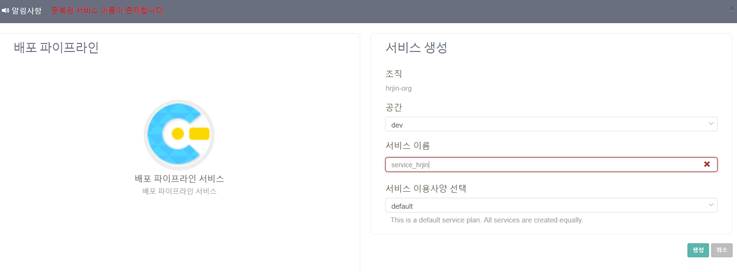 알림사항 중복된 서비스 이름이 존재합니다.
배포 파이프라인
배포 파이프라인 서비스
배포 파이프라인 서비스
서비스 생성
조직
hrjin-org
공간
dev
서비스 이름
service_hrjin
서비스 이용사양 선택
default
This is a default service plan. All services are created equally.
생성 취소